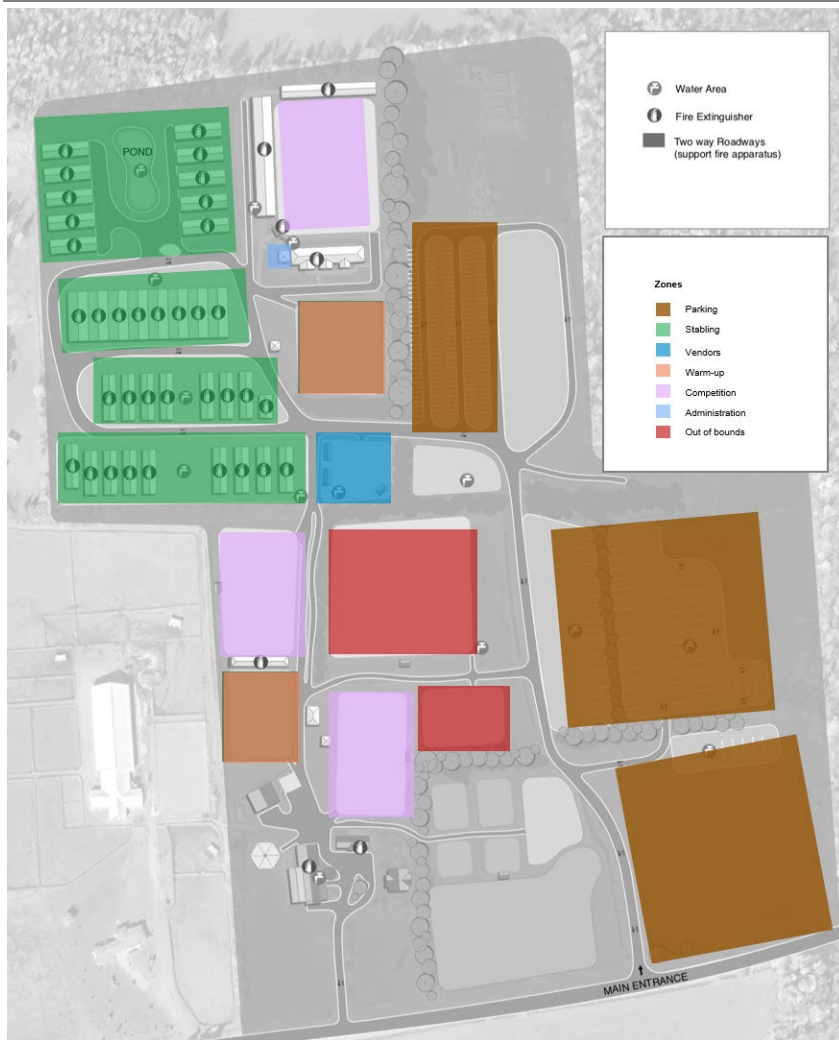 Water Area
Fire Extinguisher
Two way Roadways
(support fire apparatus)
Zones
Parking
Stabling
Vendors
Warm-up
Competition
Administration
Out of bounds
POND
MAIN ENTRANCE